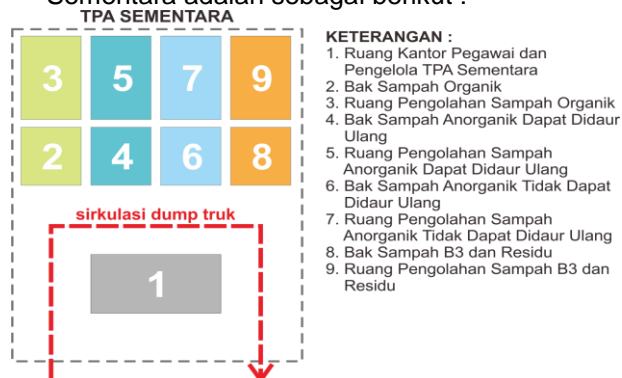 Sementara adalah sebagai berikut :
TPA SEMENTARA
3 5 7 9
2 4 6 8
sirkulasi dump truk
1
KETERANGAN :
1. Ruang Kantor Pegawai dan
Pengelola TPA Sementara
2. Bak Sampah Organik
3. Ruang Pengolahan Sampah Organik
4. Bak Sampah Anorganik Dapat Didaur
Ulang
5. Ruang Pengolahan Sampah
Anorganik Dapat Didaur Ulang
6. Bak Sampah Anorganik Tidak Dapat
Didaur Ulang
7. Ruang Pengolahan Sampah
Anorganik Tidak Dapat Didaur Ulang
8. Bak Sampah B3 dan Residu
9. Ruang Pengolahan Sampah B3 dan
Residu